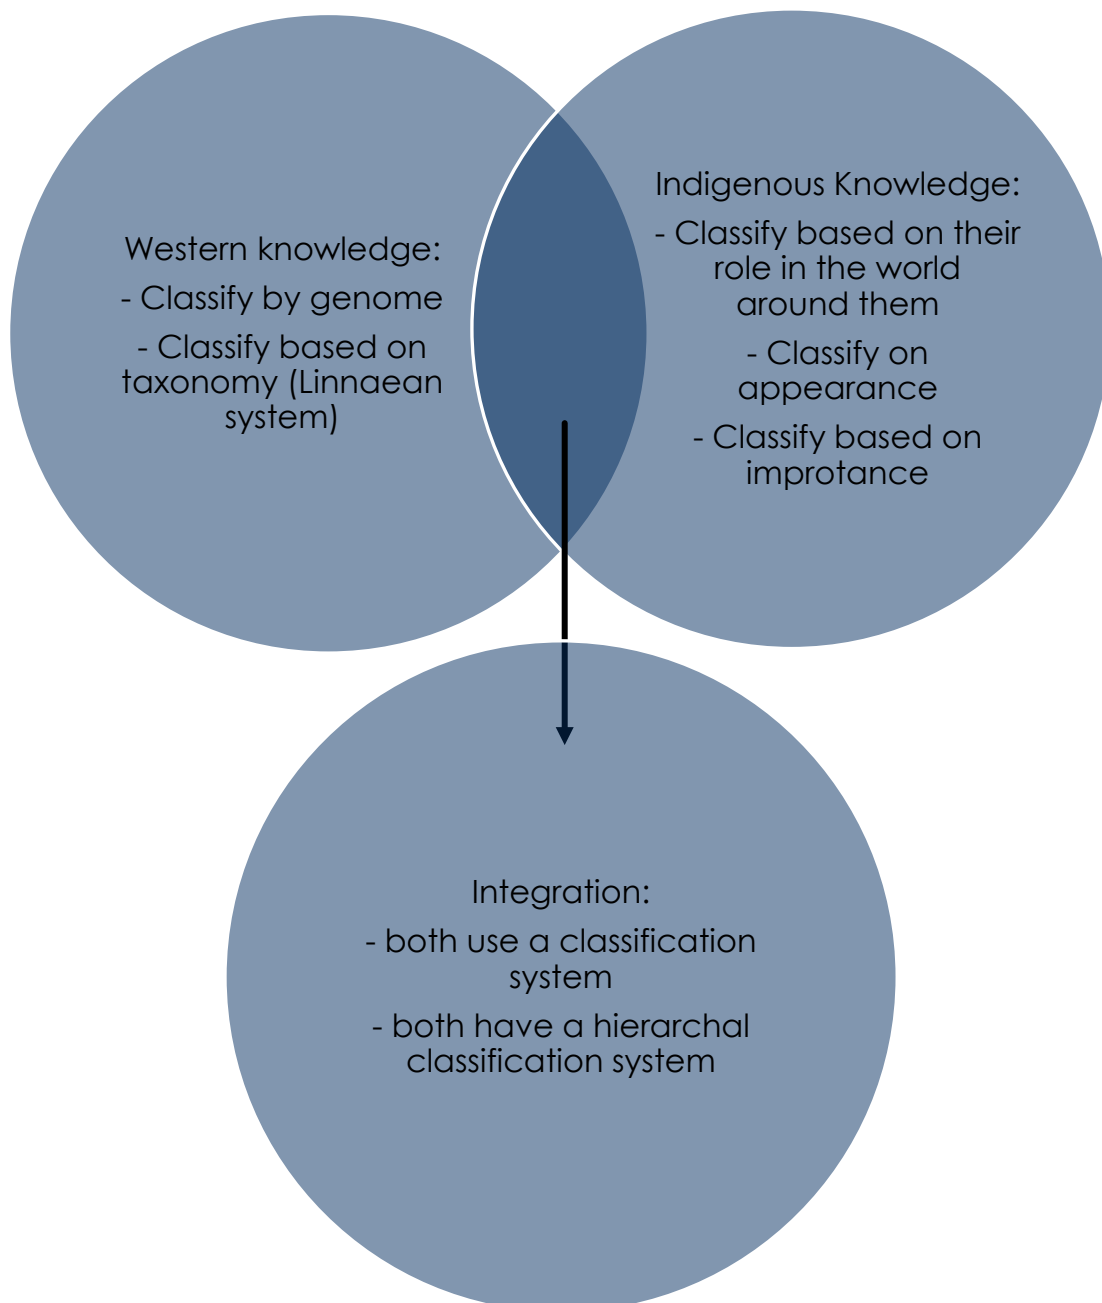 Western knowledge:
- Classify by genome
- Classify based on
taxonomy (Linnaean
system)
Indigenous Knowledge:
- Classify based on their
role in the world
around them
- Classify on
appearance
- Classify based on
improtance
Integration:
- both use a classification
system
- both have a hierarchal
classification system